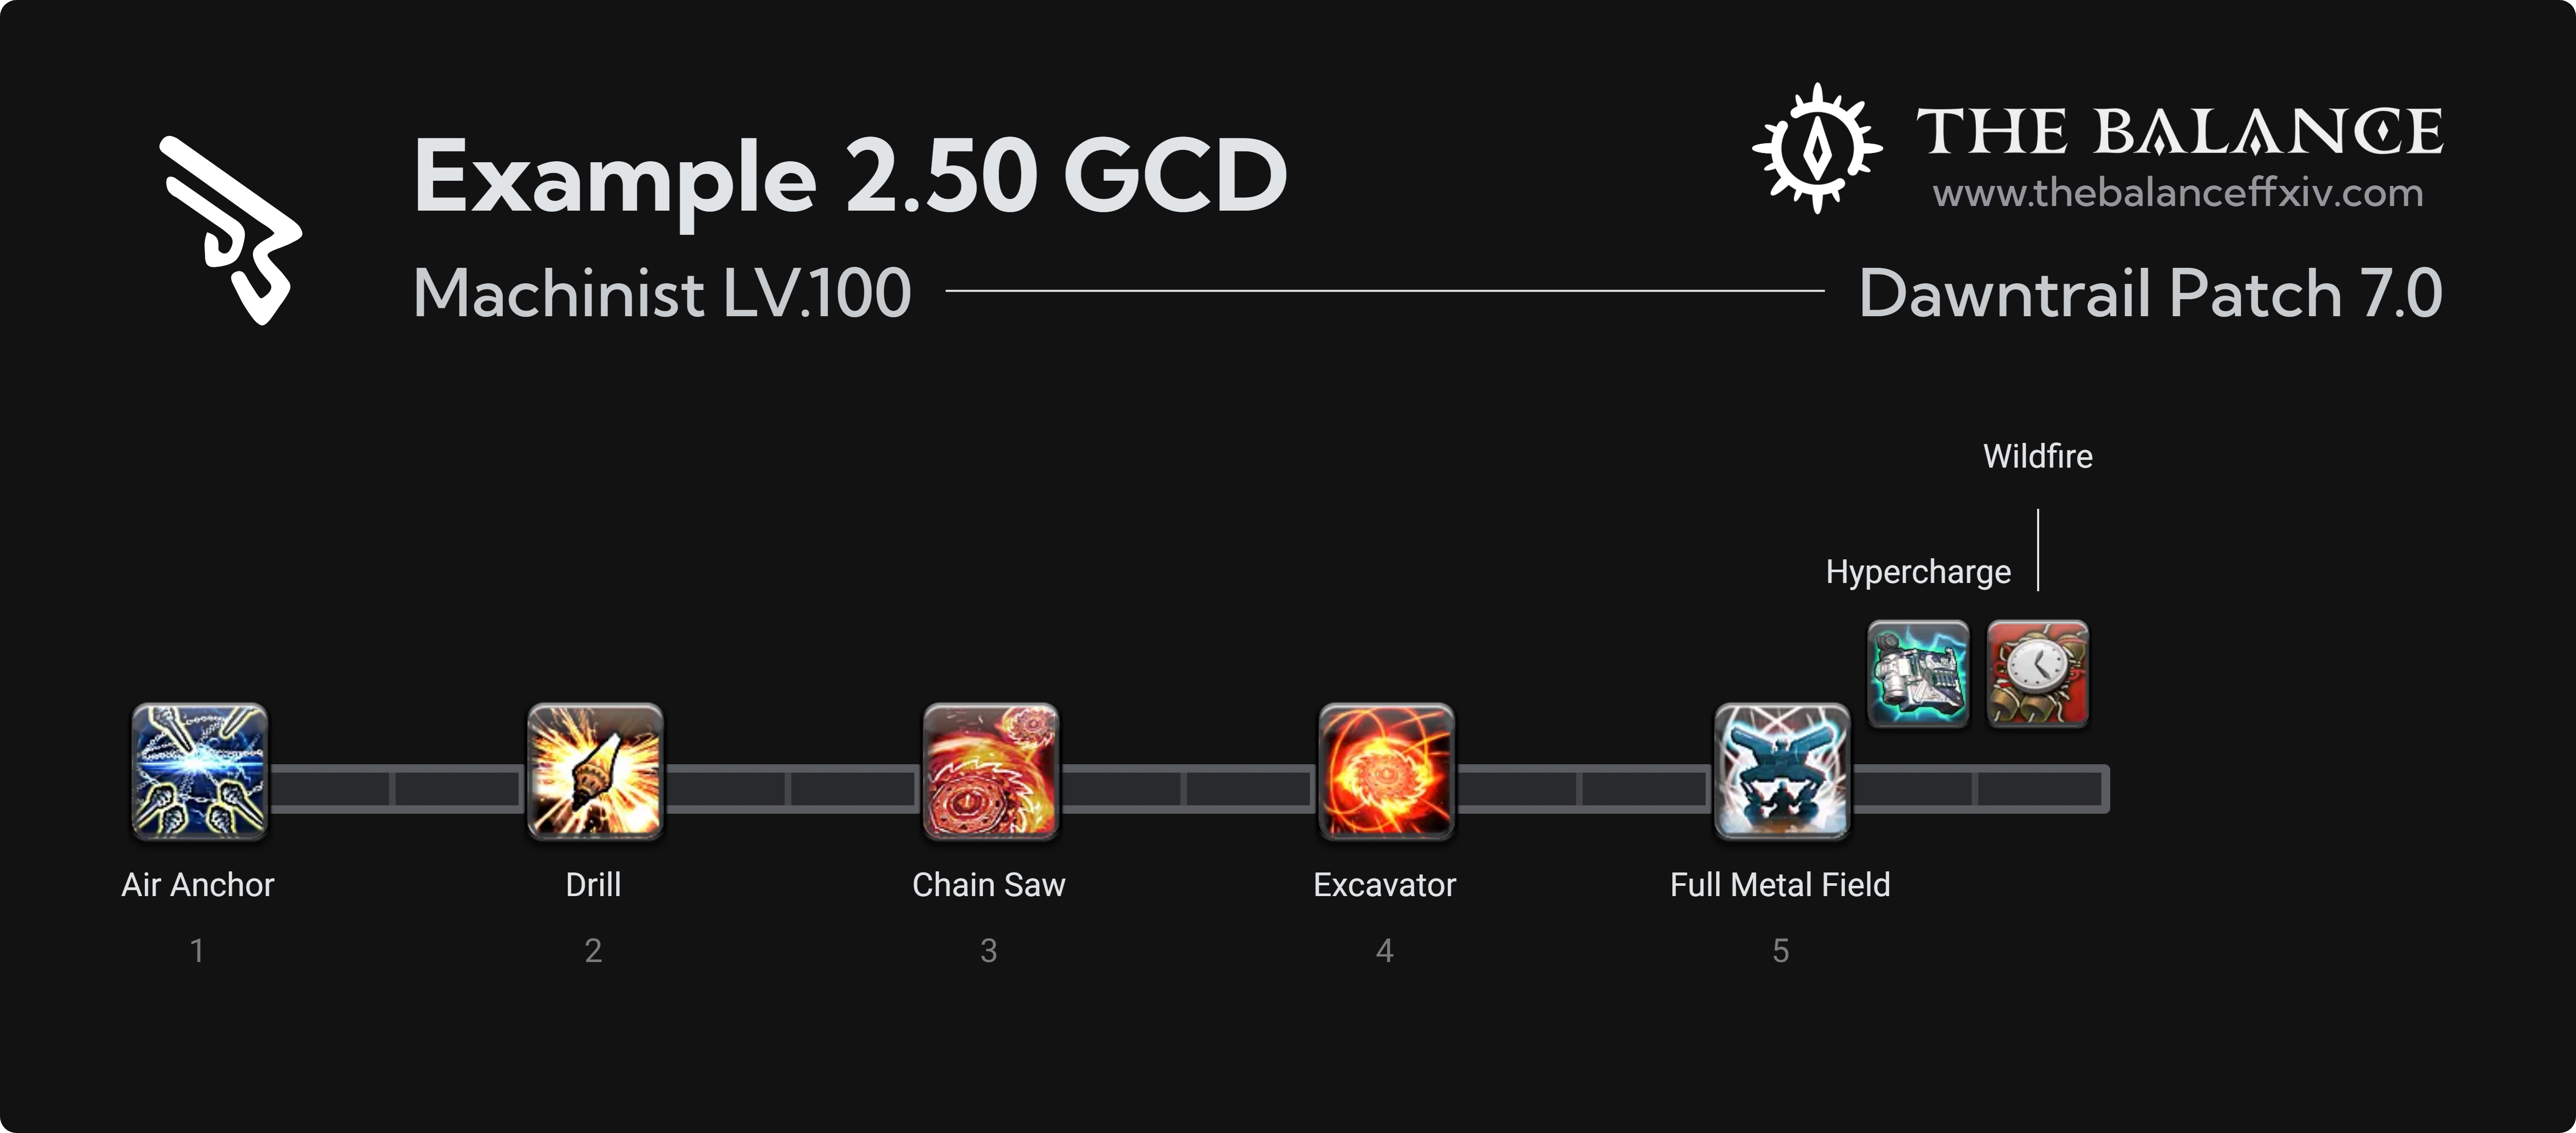 Example 2.50 GCD
THE BALANCE
www.thebalanceffxiv.com
Machinist LV.100
Dawntrail Patch 7.0
Wildfire
Hypercharge
Air Anchor
Drill
Chain Saw
Excavator
Full Metal Field
1
2
3
4
5